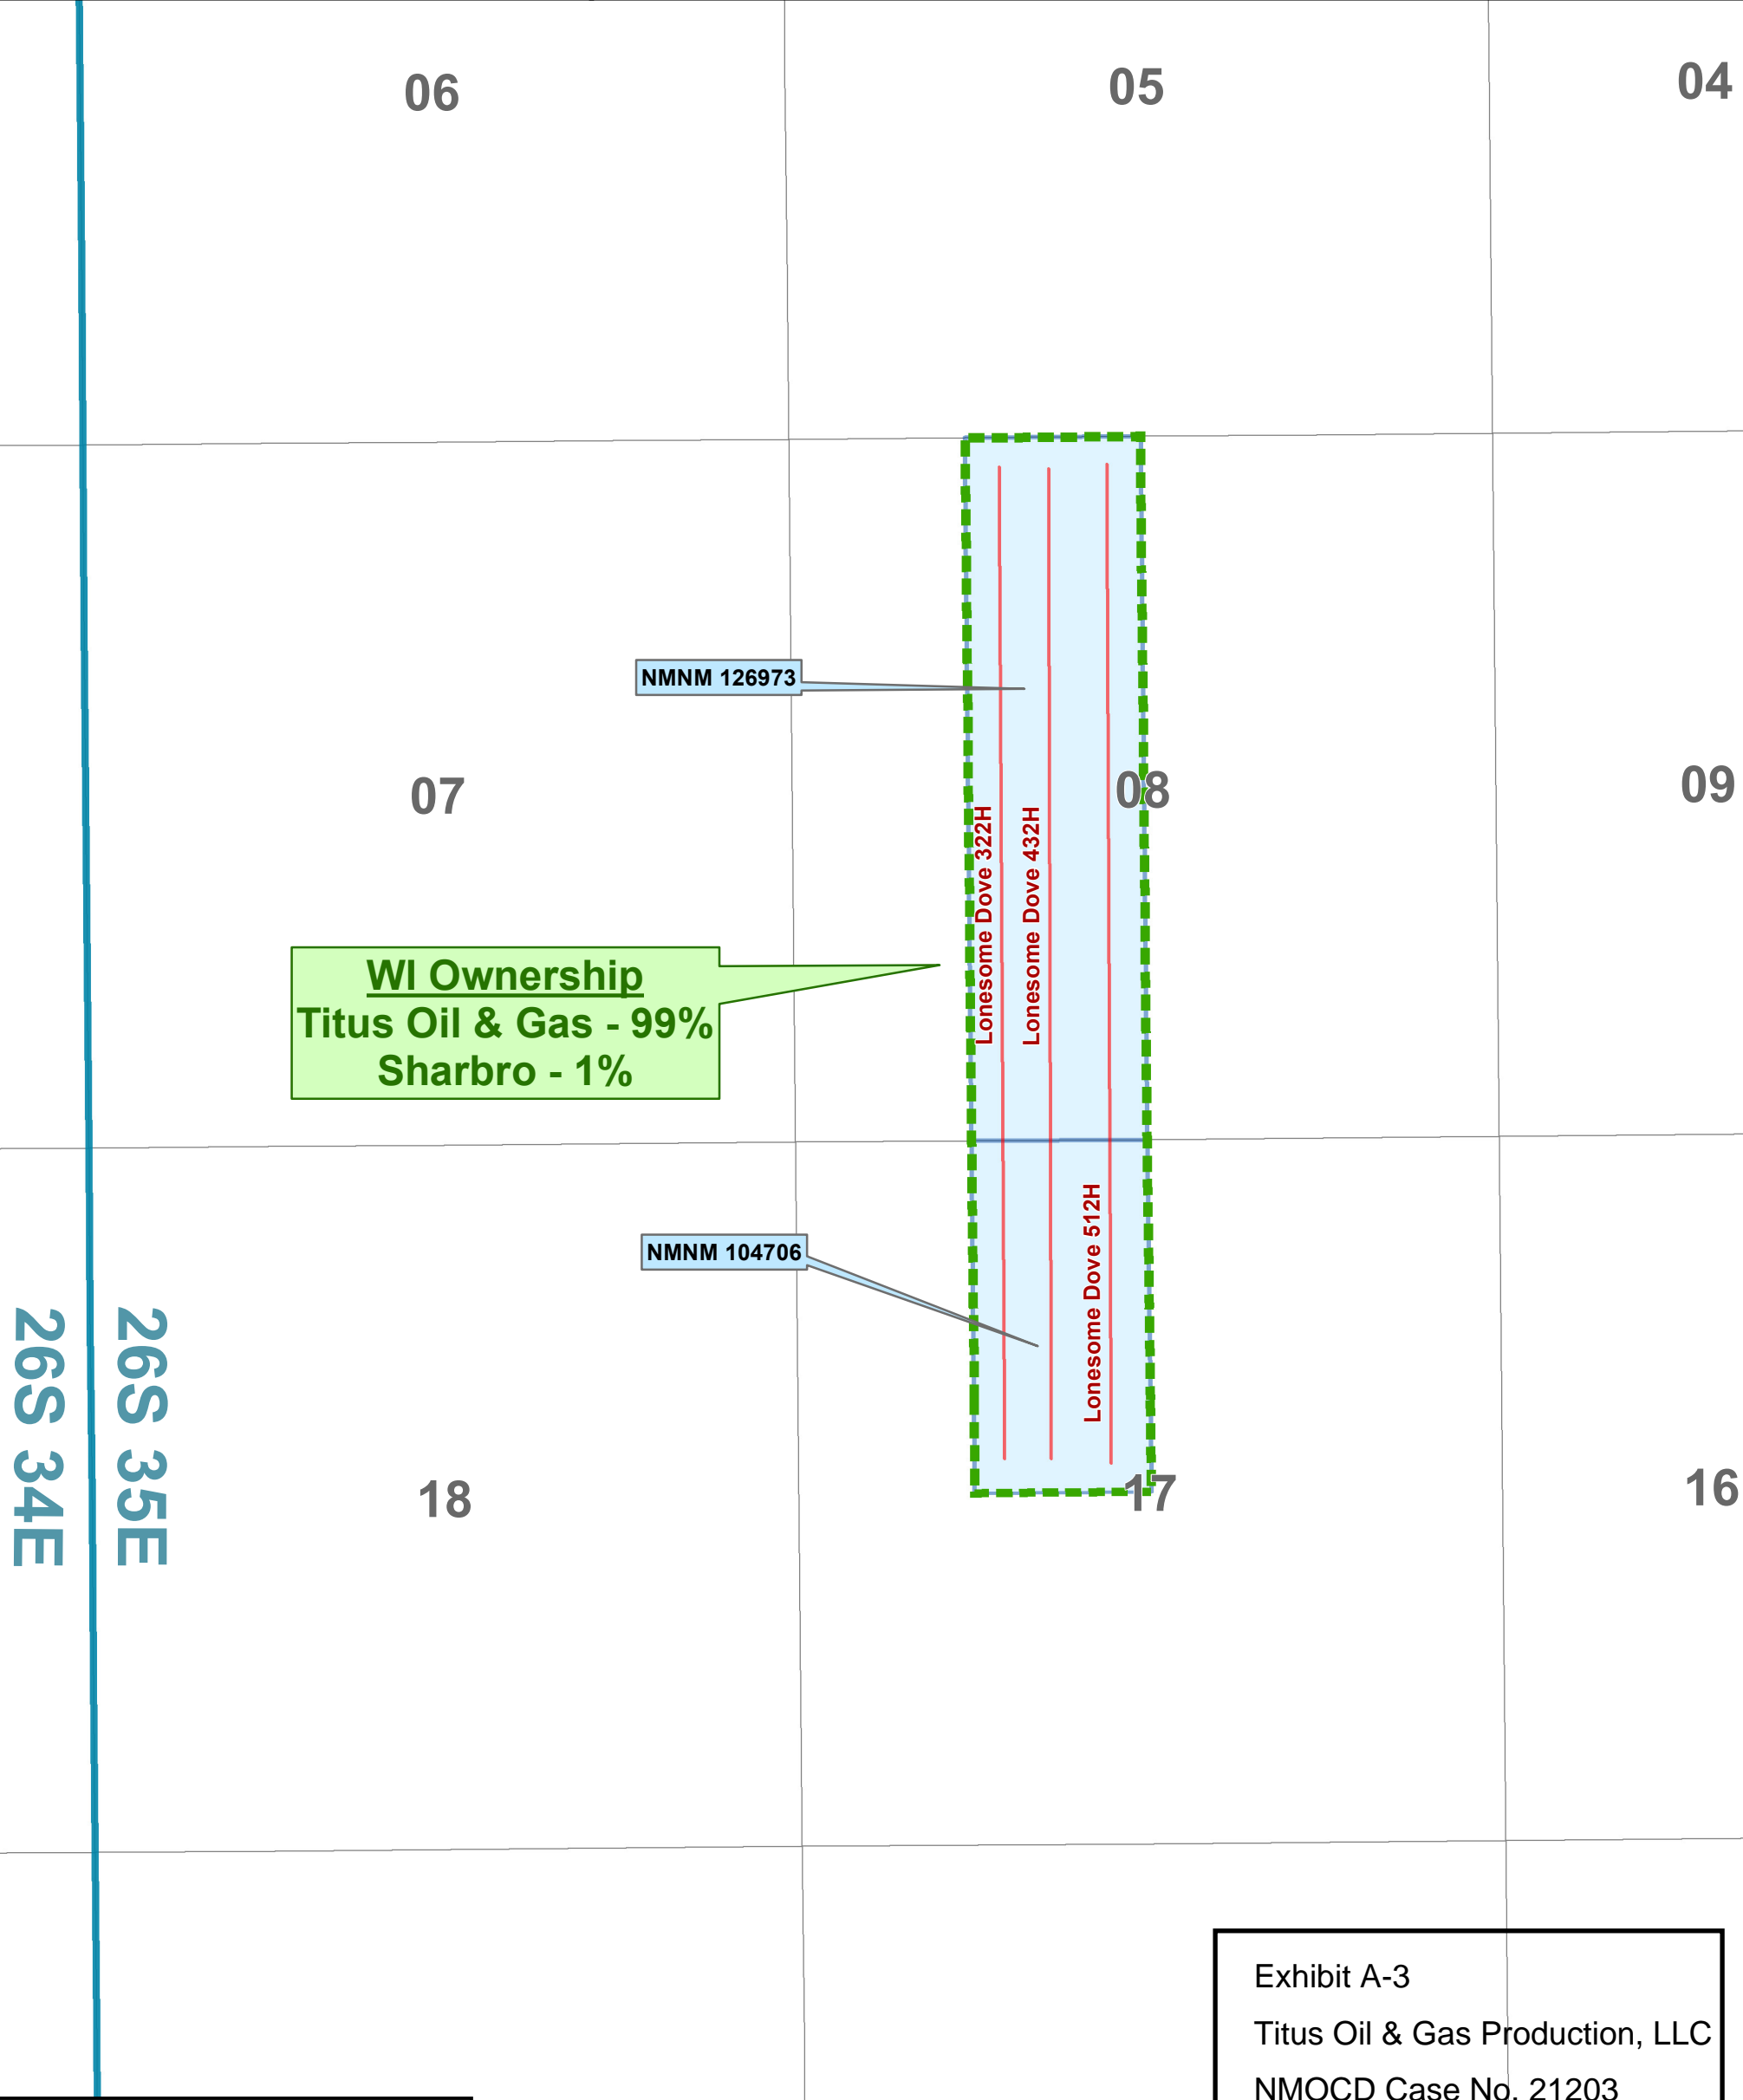 06
05
04
NMNM 126973
07
08
09
Lonesome Dove 322H
Lonesome Dove 432H
WI Ownership
Titus Oil & Gas - 99%
Sharbro - 1%
NMNM 104706
Lonesome Dove 512H
26S 34E
26S 35E
18
17
16
Exhibit A-3
Titus Oil & Gas Production, LLC
NMOCD Case No. 21203